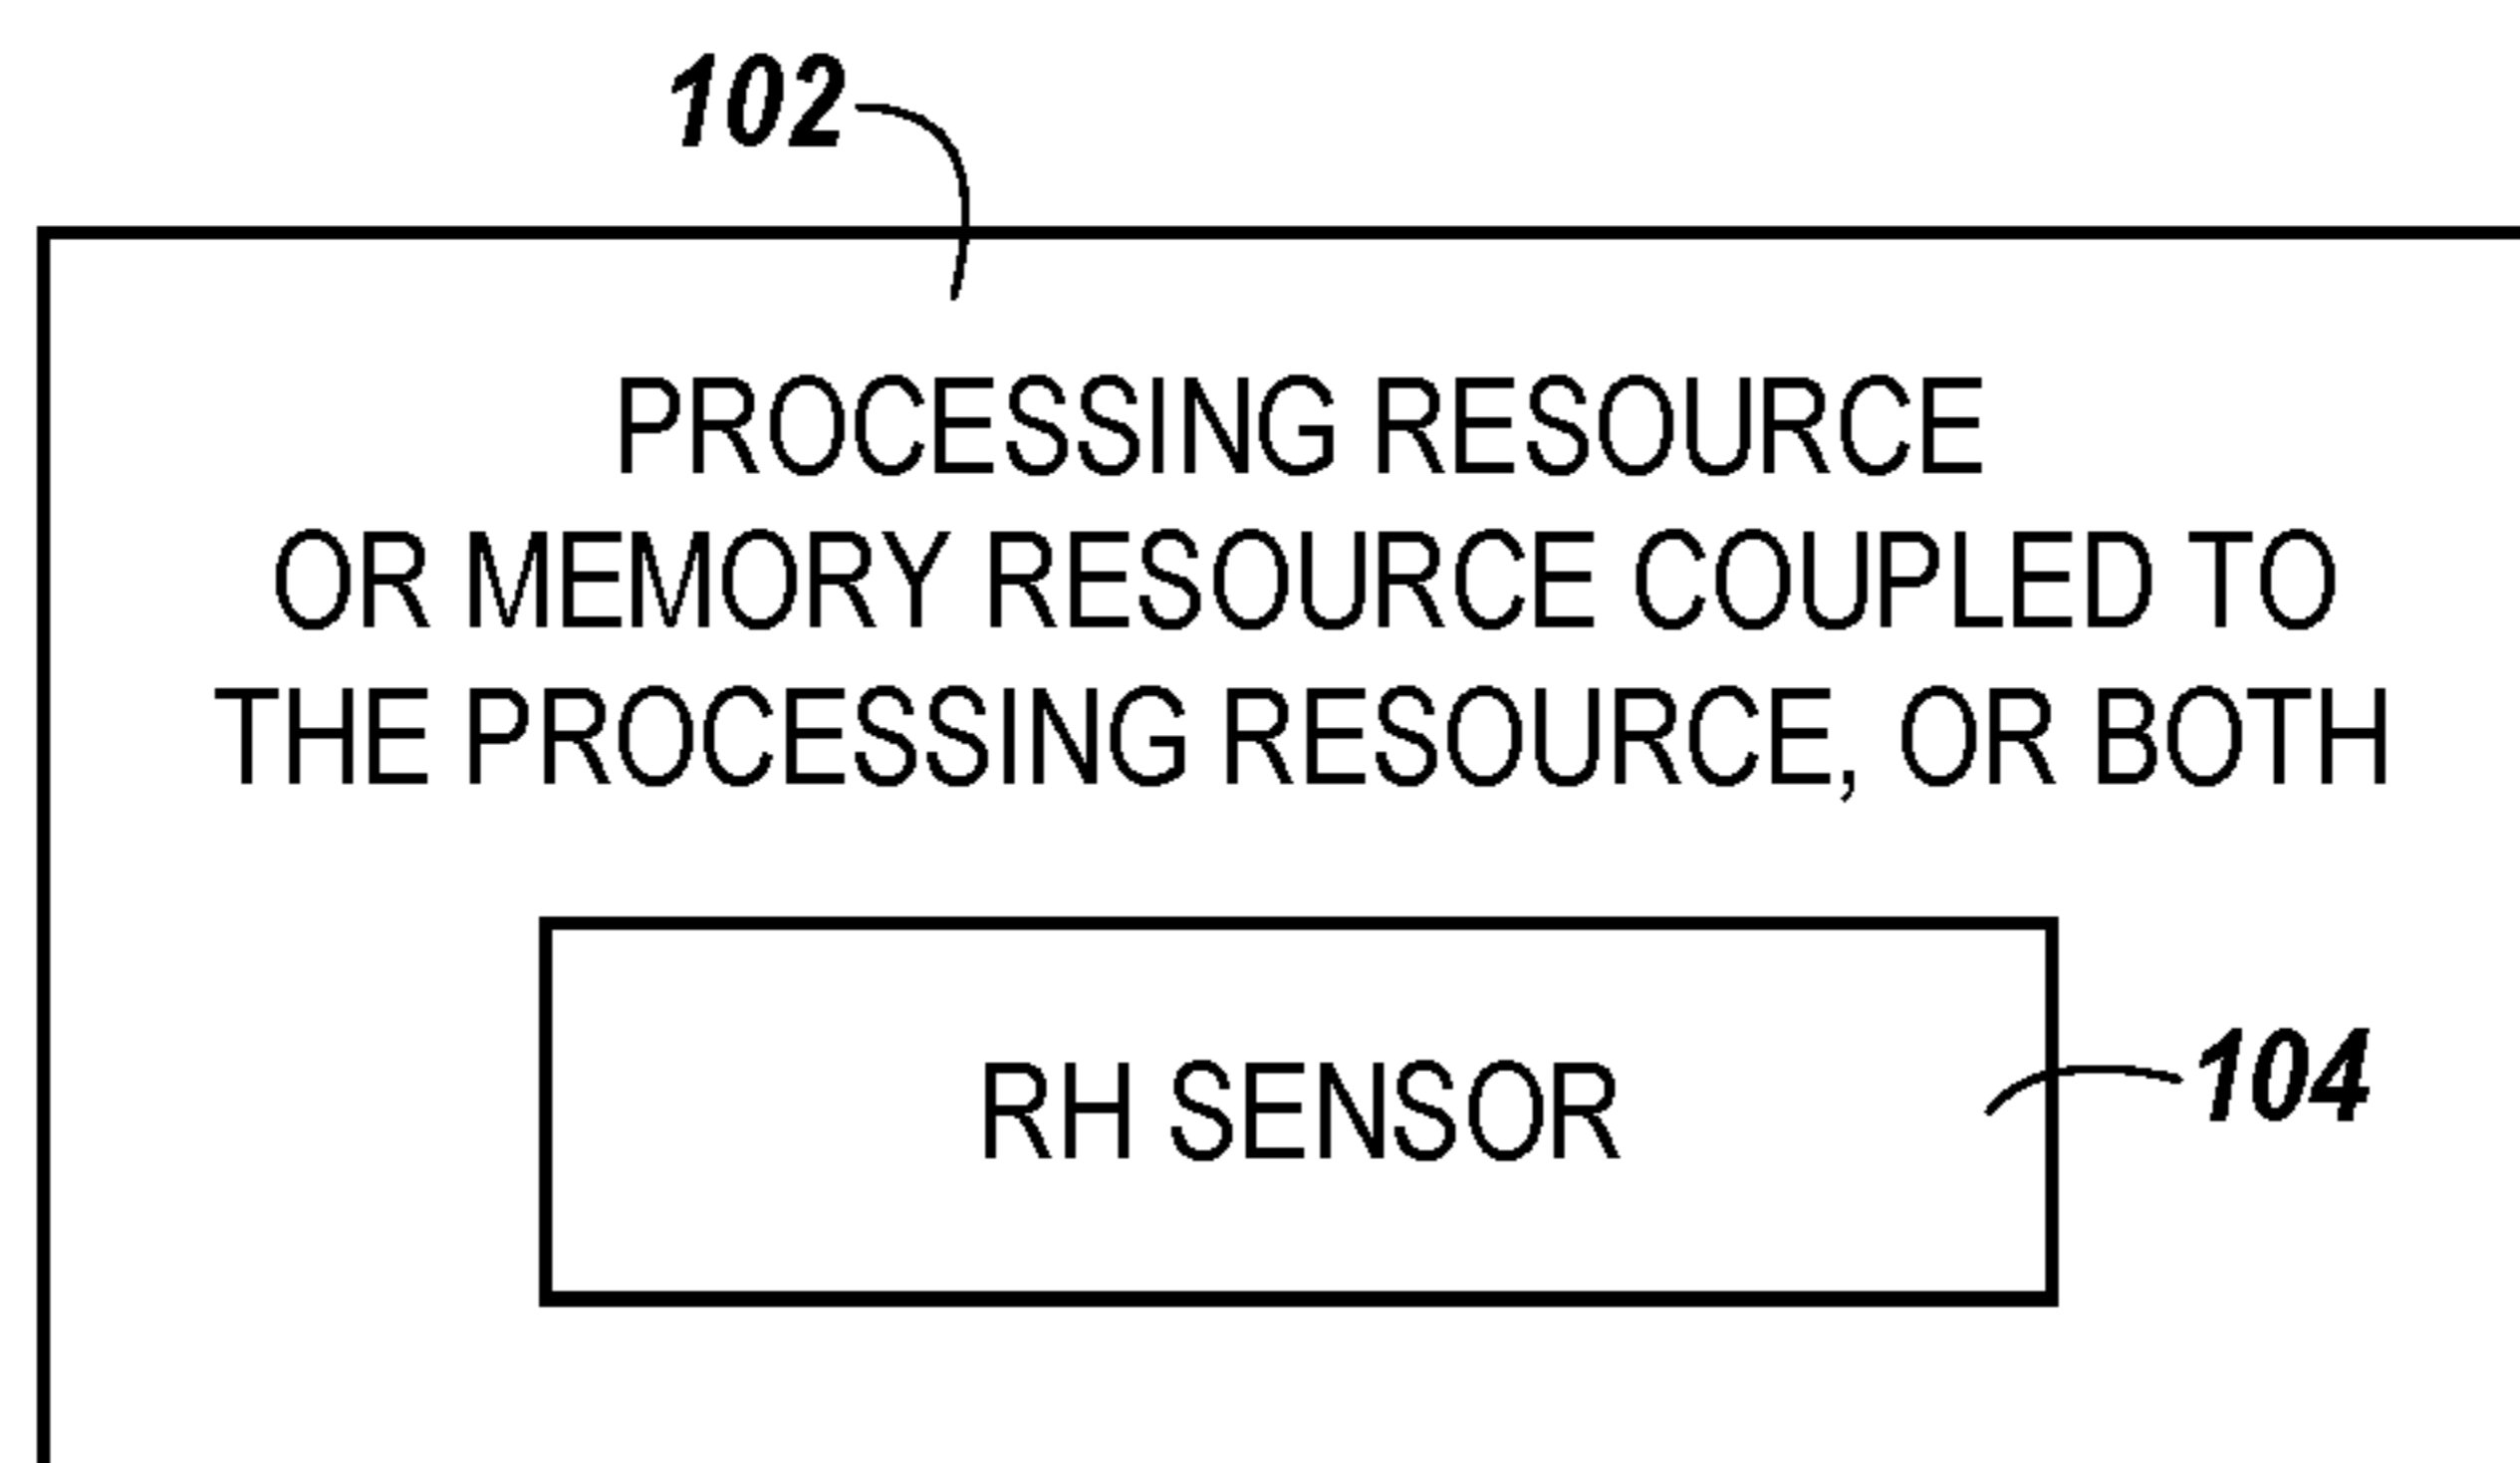 102
PROCESSING RESOURCE
OR MEMORY RESOURCE COUPLED TO
THE PROCESSING RESOURCE, OR BOTH
RH SENSOR
104